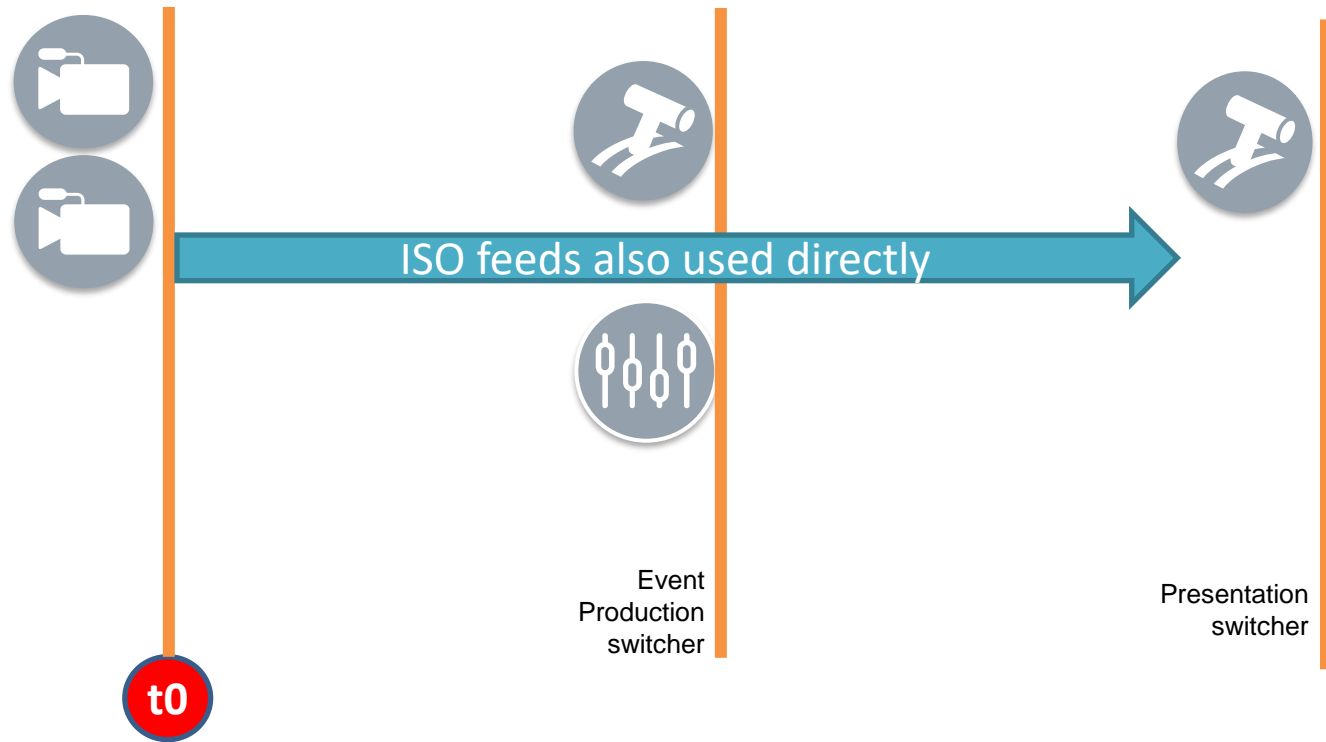 ISO feeds also used directly
Event
Production
switcher
Presentation
switcher
t0